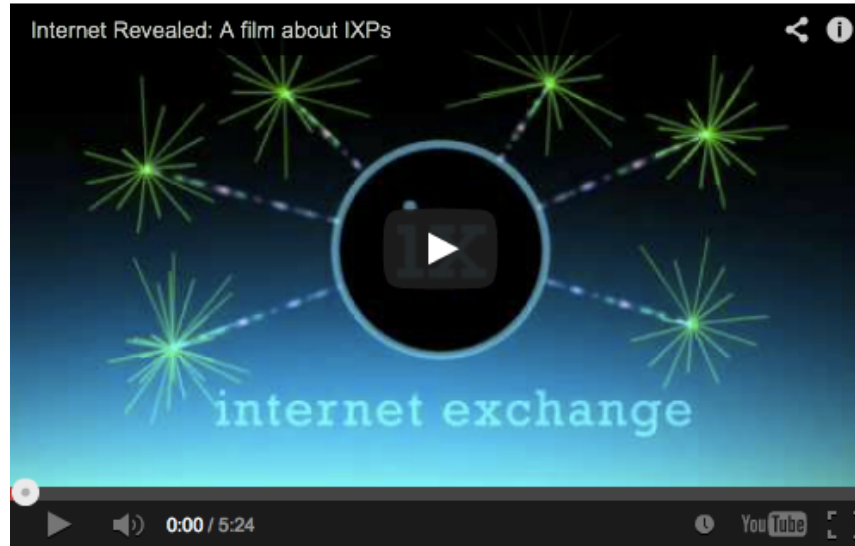 Internet Revealed: A film about IXPs
IX
internet exchange
0:00 / 5:24
YouTube